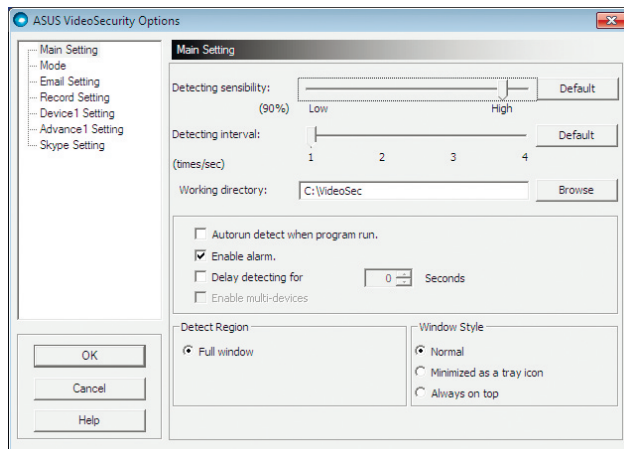 ASUS VideoSecurity Options
Main Setting
Mode
Email Setting
Record Setting
Device1 Setting
Advance1 Setting
Skype Setting
OK
Cancel
Help
Main Setting
Detecting sensibility:
Default
(90%)
Low
High
Detecting interval:
Default
(times/sec)
1 2 3 4
Working directory:
C:\VideoSec
Browse
Autorun detect when program run.
Enable alarm.
Delay detecting for 0 Seconds
Enable multi-devices
Detect Region
Full window
Window Style
Normal
Minimized as a tray icon
Always on top